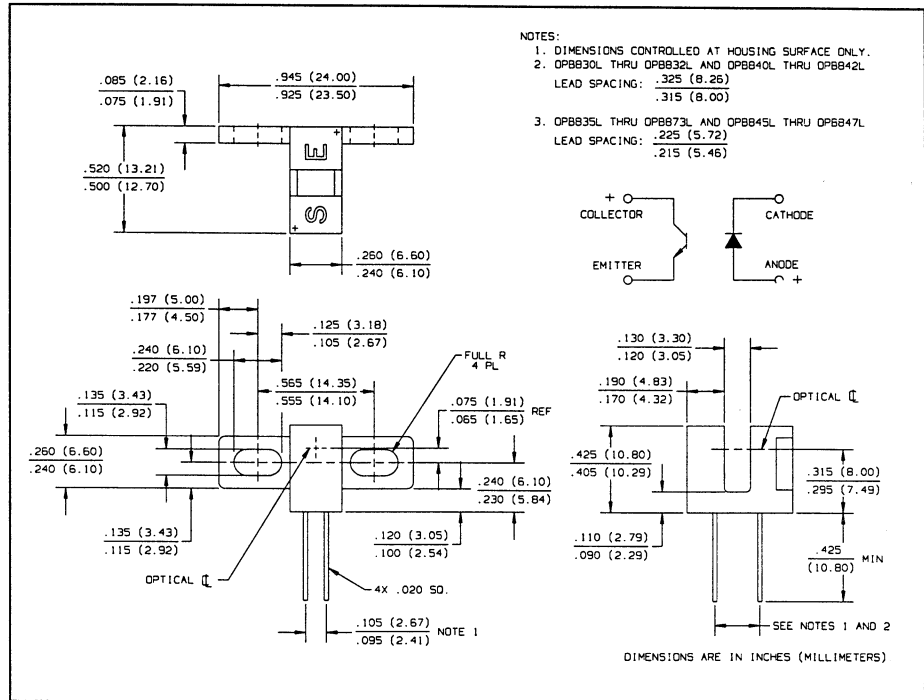 NOTES:
1. DIMENSIONS CONTROLLED AT HOUSING SURFACE ONLY.
2. OPB830L THRU OPB832L AND OPB840L THRU OPB842L
LEAD SPACING: .325 (8.26)
.315 (8.00)
3. OPB835L THRU OPB873L AND OPB845L THRU OPB847L
LEAD SPACING: .225 (5.72)
.215 (5.46)
.085 (2.16)
.075 (1.91)
.945 (24.00)
.925 (23.50)
.520 (13.21)
.500 (12.70)
+
E
S
+
.260 (6.60)
.240 (6.10)
+
COLLECTOR
CATHODE
EMITTER
ANODE
+
.197 (5.00)
.177 (4.50)
.125 (3.18)
.105 (2.67)
.240 (6.10)
.220 (5.59)
FULL R
4 PL
.565 (14.35)
.555 (14.10)
.135 (3.43)
.115 (2.92)
.075 (1.91)
.065 (1.65) REF
.260 (6.60)
.240 (6.10)
.240 (6.10)
.230 (5.84)
.135 (3.43)
.115 (2.92)
.120 (3.05)
.100 (2.54)
OPTICAL ℄
4X .020 SQ.
.105 (2.67)
.095 (2.41) NOTE 1
.130 (3.30)
.120 (3.05)
.190 (4.83)
.170 (4.32)
OPTICAL ℄
.425 (10.80)
.405 (10.29)
.315 (8.00)
.295 (7.49)
.110 (2.79)
.090 (2.29)
.425
(10.80) MIN
SEE NOTES 1 AND 2
DIMENSIONS ARE IN INCHES (MILLIMETERS)